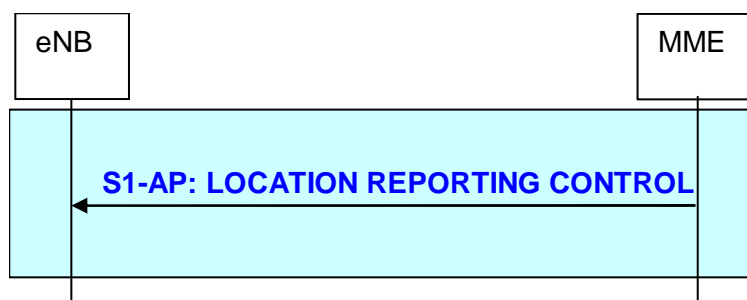 eNB
MME
S1-AP: LOCATION REPORTING CONTROL